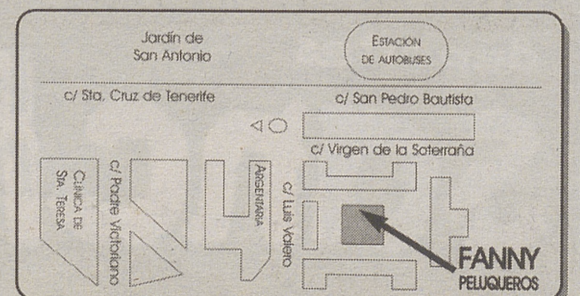 Jardín de
San Antonio
ESTACIÓN
DE AUTOBUSES
c/ Sta. Cruz de Tenerife
c/ San Pedro Bautista
c/ Virgen de la Soterraña
CLINICA DE
STA. TERESA
c/ Padre Victoriano
ARGENTARIA
c/ Luis Valero
FANNY
PELUQUEROS